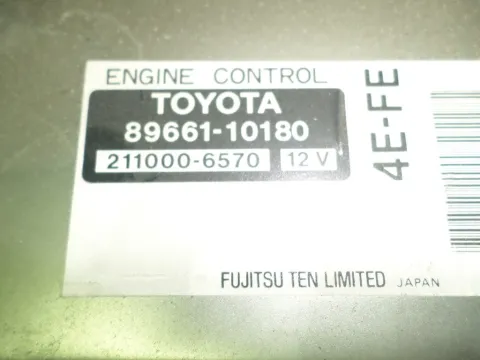 ENGINE CONTROL
TOYOTA
89661-10180
211000-6570 12 V
4E-FE
FUJITSU TEN LIMITED JAPAN